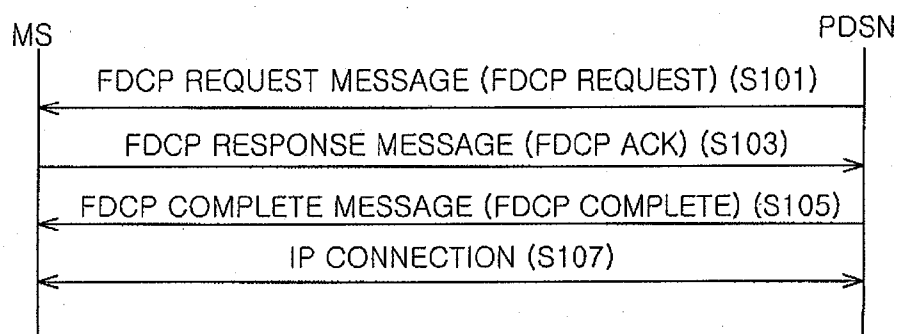 MS
PDSN
FDCP REQUEST MESSAGE (FDCP REQUEST) (S101)
FDCP RESPONSE MESSAGE (FDCP ACK) (S103)
FDCP COMPLETE MESSAGE (FDCP COMPLETE) (S105)
IP CONNECTION (S107)